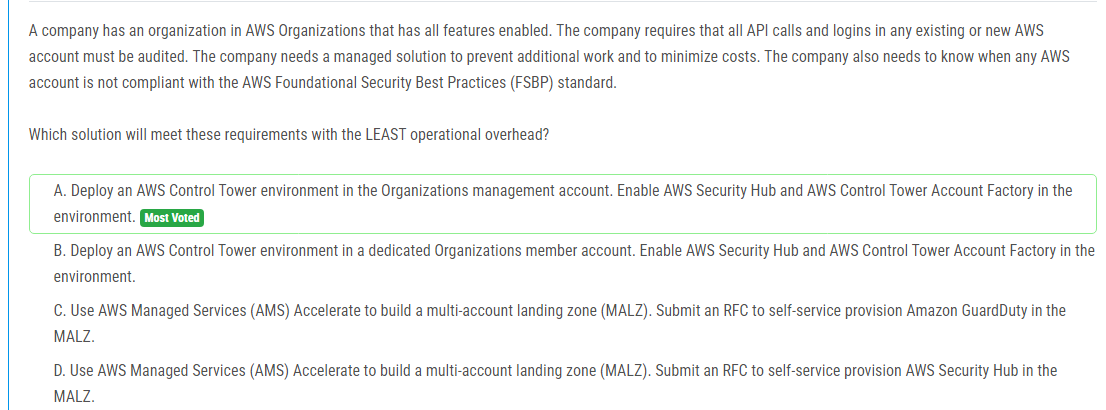 A company has an organization in AWS Organizations that has all features enabled. The company requires that all API calls and logins in any existing or new AWS
account must be audited. The company needs a managed solution to prevent additional work and to minimize costs. The company also needs to know when any AWS
account is not compliant with the AWS Foundational Security Best Practices (FSBP) standard.
Which solution will meet these requirements with the LEAST operational overhead?
A. Deploy an AWS Control Tower environment in the Organizations management account. Enable AWS Security Hub and AWS Control Tower Account Factory in the
environment. Most Voted
B. Deploy an AWS Control Tower environment in a dedicated Organizations member account. Enable AWS Security Hub and AWS Control Tower Account Factory in the
environment.
C. Use AWS Managed Services (AMS) Accelerate to build a multi-account landing zone (MALZ). Submit an RFC to self-service provision Amazon GuardDuty in the
MALZ.
D. Use AWS Managed Services (AMS) Accelerate to build a multi-account landing zone (MALZ). Submit an RFC to self-service provision AWS Security Hub in the
MALZ.